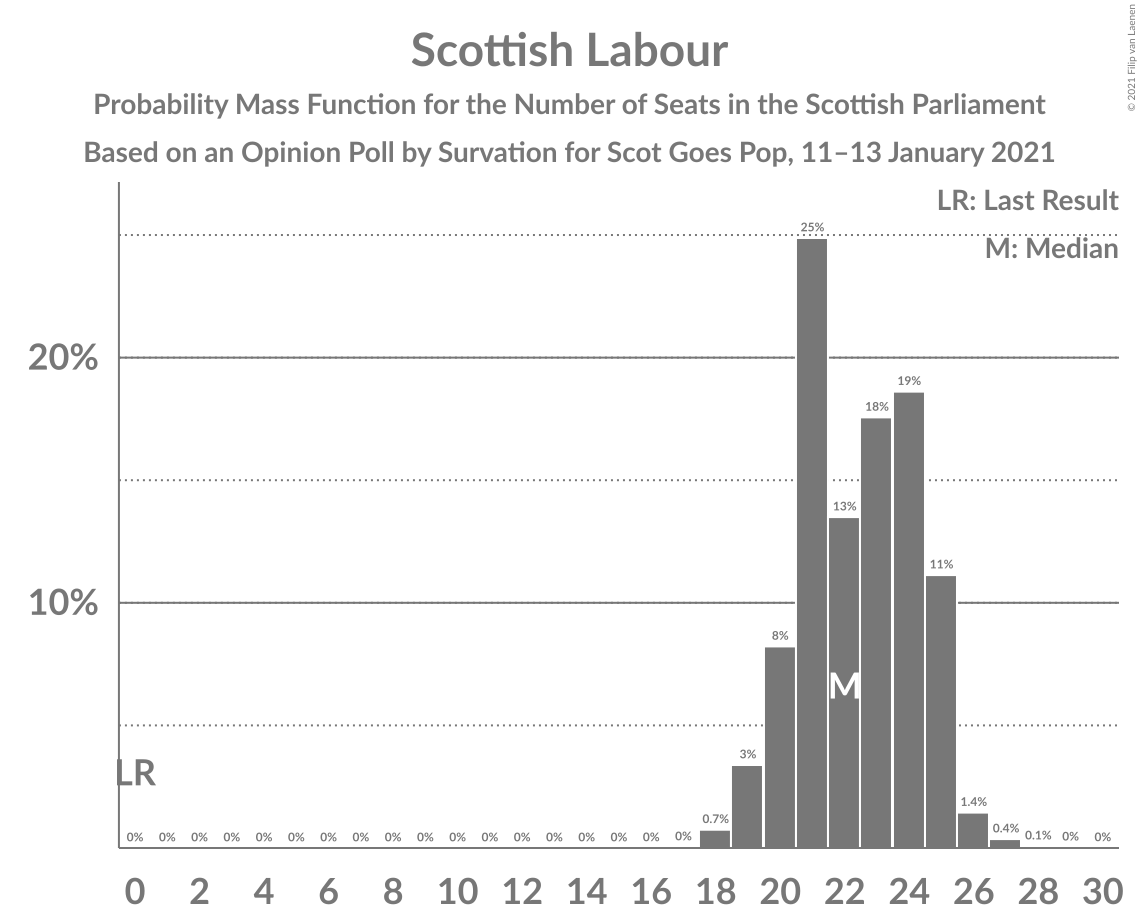 Scottish Labour
Probability Mass Function for the Number of Seats in the Scottish Parliament
Based on an Opinion Poll by Survation for Scot Goes Pop, 11–13 January 2021
© 2021 Filip van Laenen
LR: Last Result
M: Median
25%
20%
19%
18%
13%
11%
10%
8%
M
3%
LR
1.4%
0% 0% 0% 0% 0% 0% 0% 0% 0% 0% 0% 0% 0% 0% 0% 0% 0% 0% 0.7% 0.4% 0.1% 0% 0%
0 2 4 6 8 10 12 14 16 18 20 22 24 26 28 30